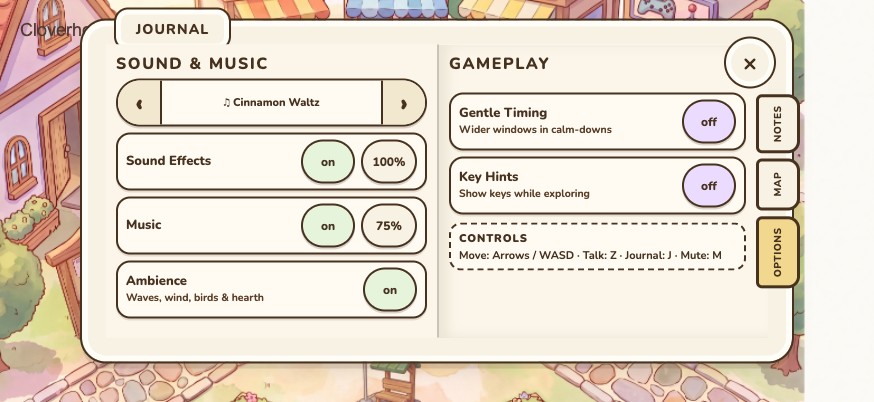 JOURNAL
SOUND & MUSIC
‹ ♫ Cinnamon Waltz ›
Sound Effects on 100%
Music on 75%
Ambience
Waves, wind, birds & hearth
on
GAMEPLAY
×
Gentle Timing
Wider windows in calm-downs
off
Key Hints
Show keys while exploring
off
CONTROLS
Move: Arrows / WASD · Talk: Z · Journal: J · Mute: M
NOTES
MAP
OPTIONS